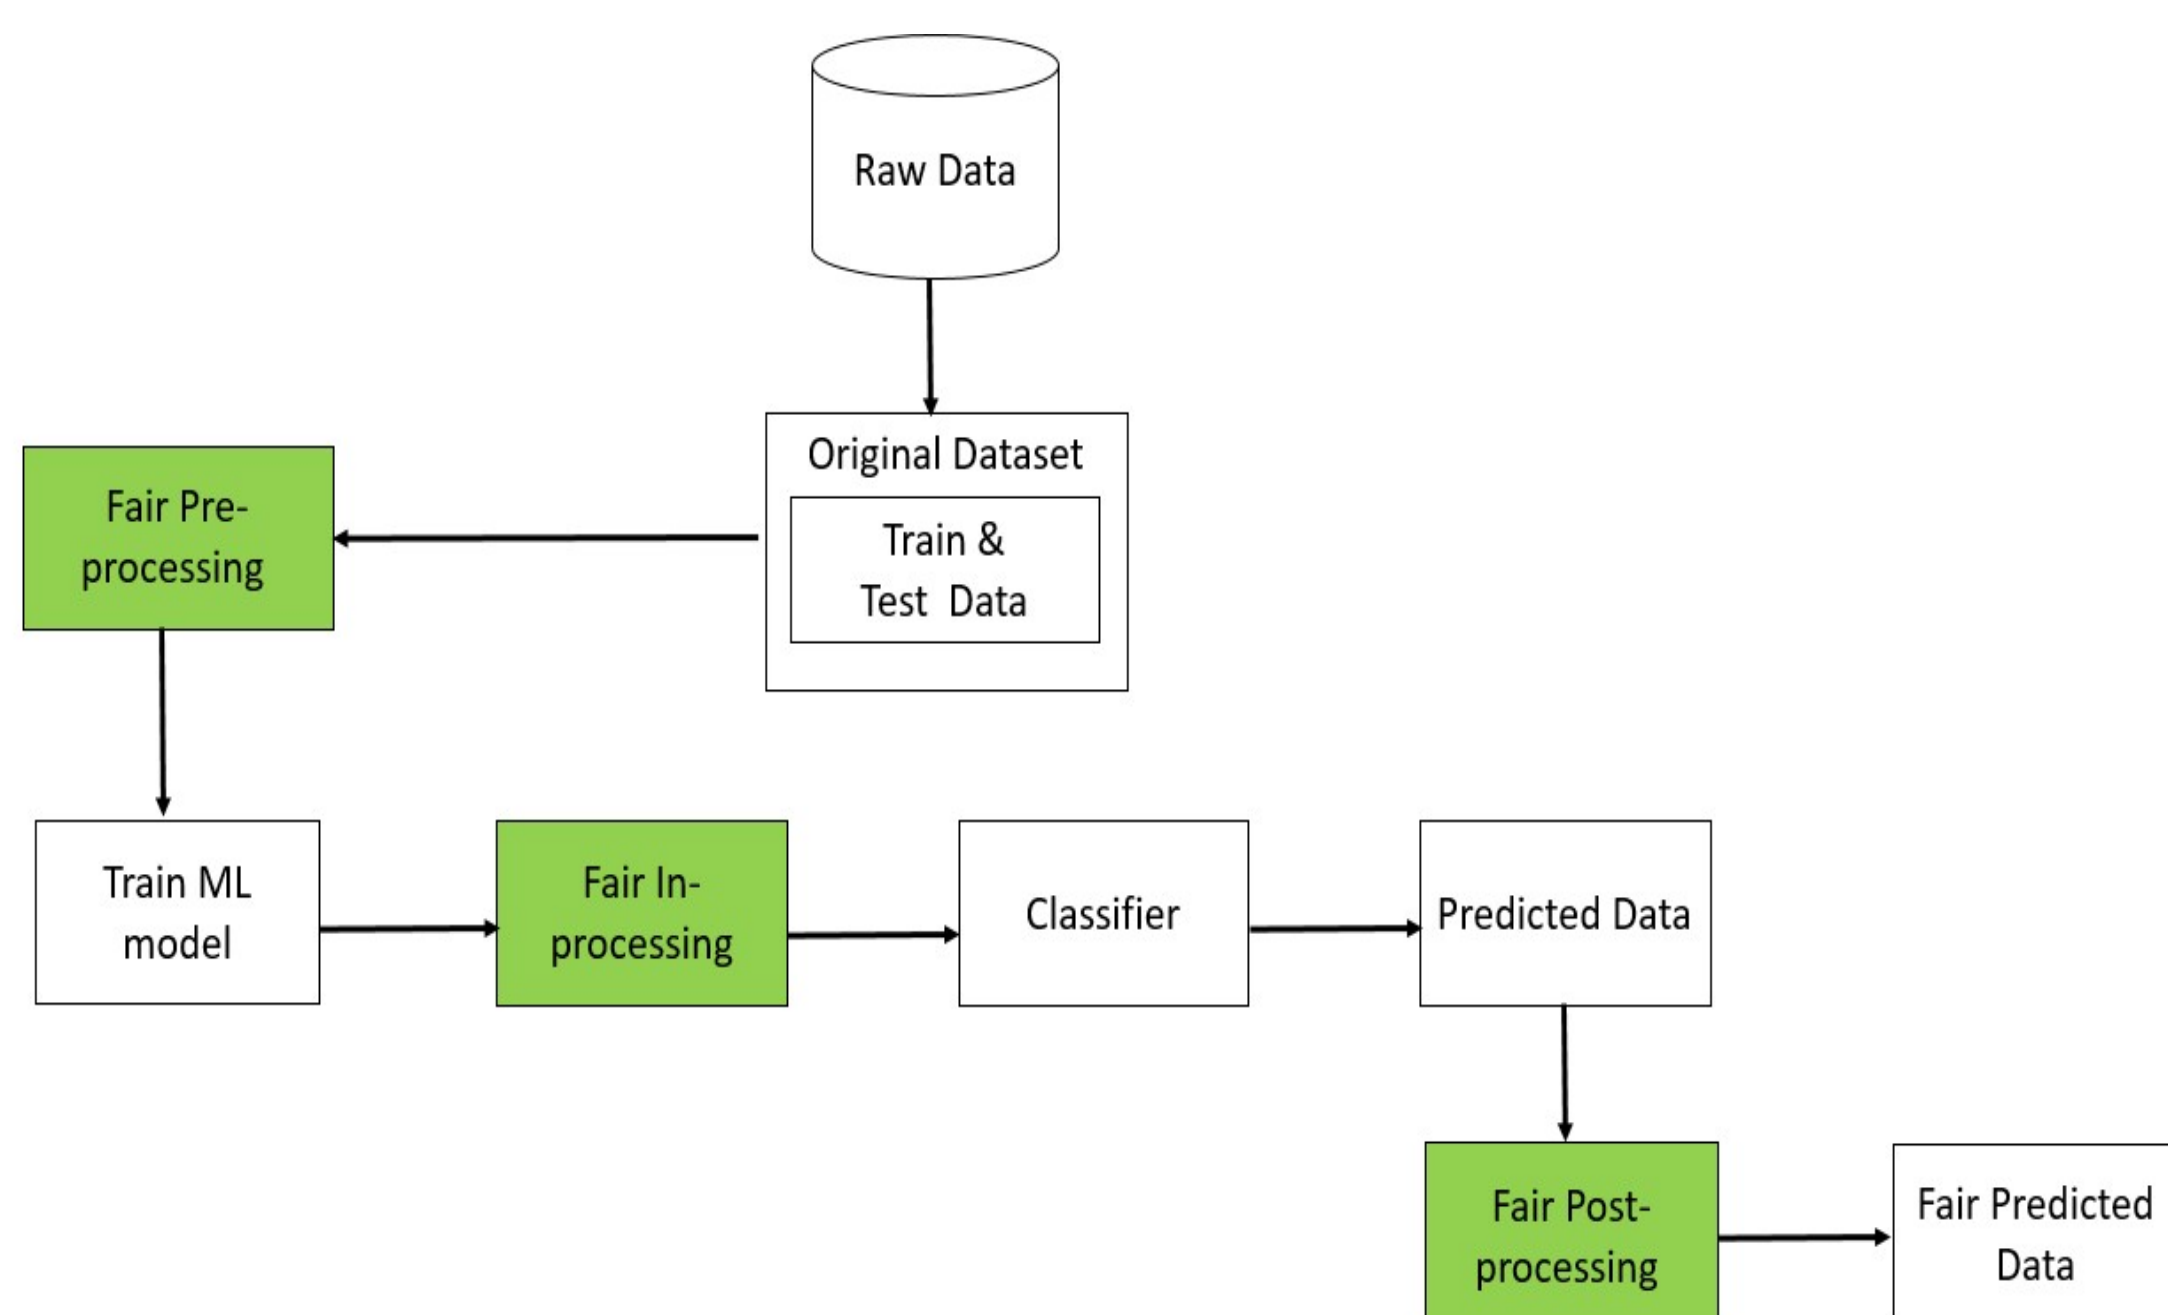 Raw Data
Original Dataset
Train &
Test  Data
Fair Pre-
processing
Train ML
model
Fair In-
processing
Classifier
Predicted Data
Fair Post-
processing
Fair Predicted
Data